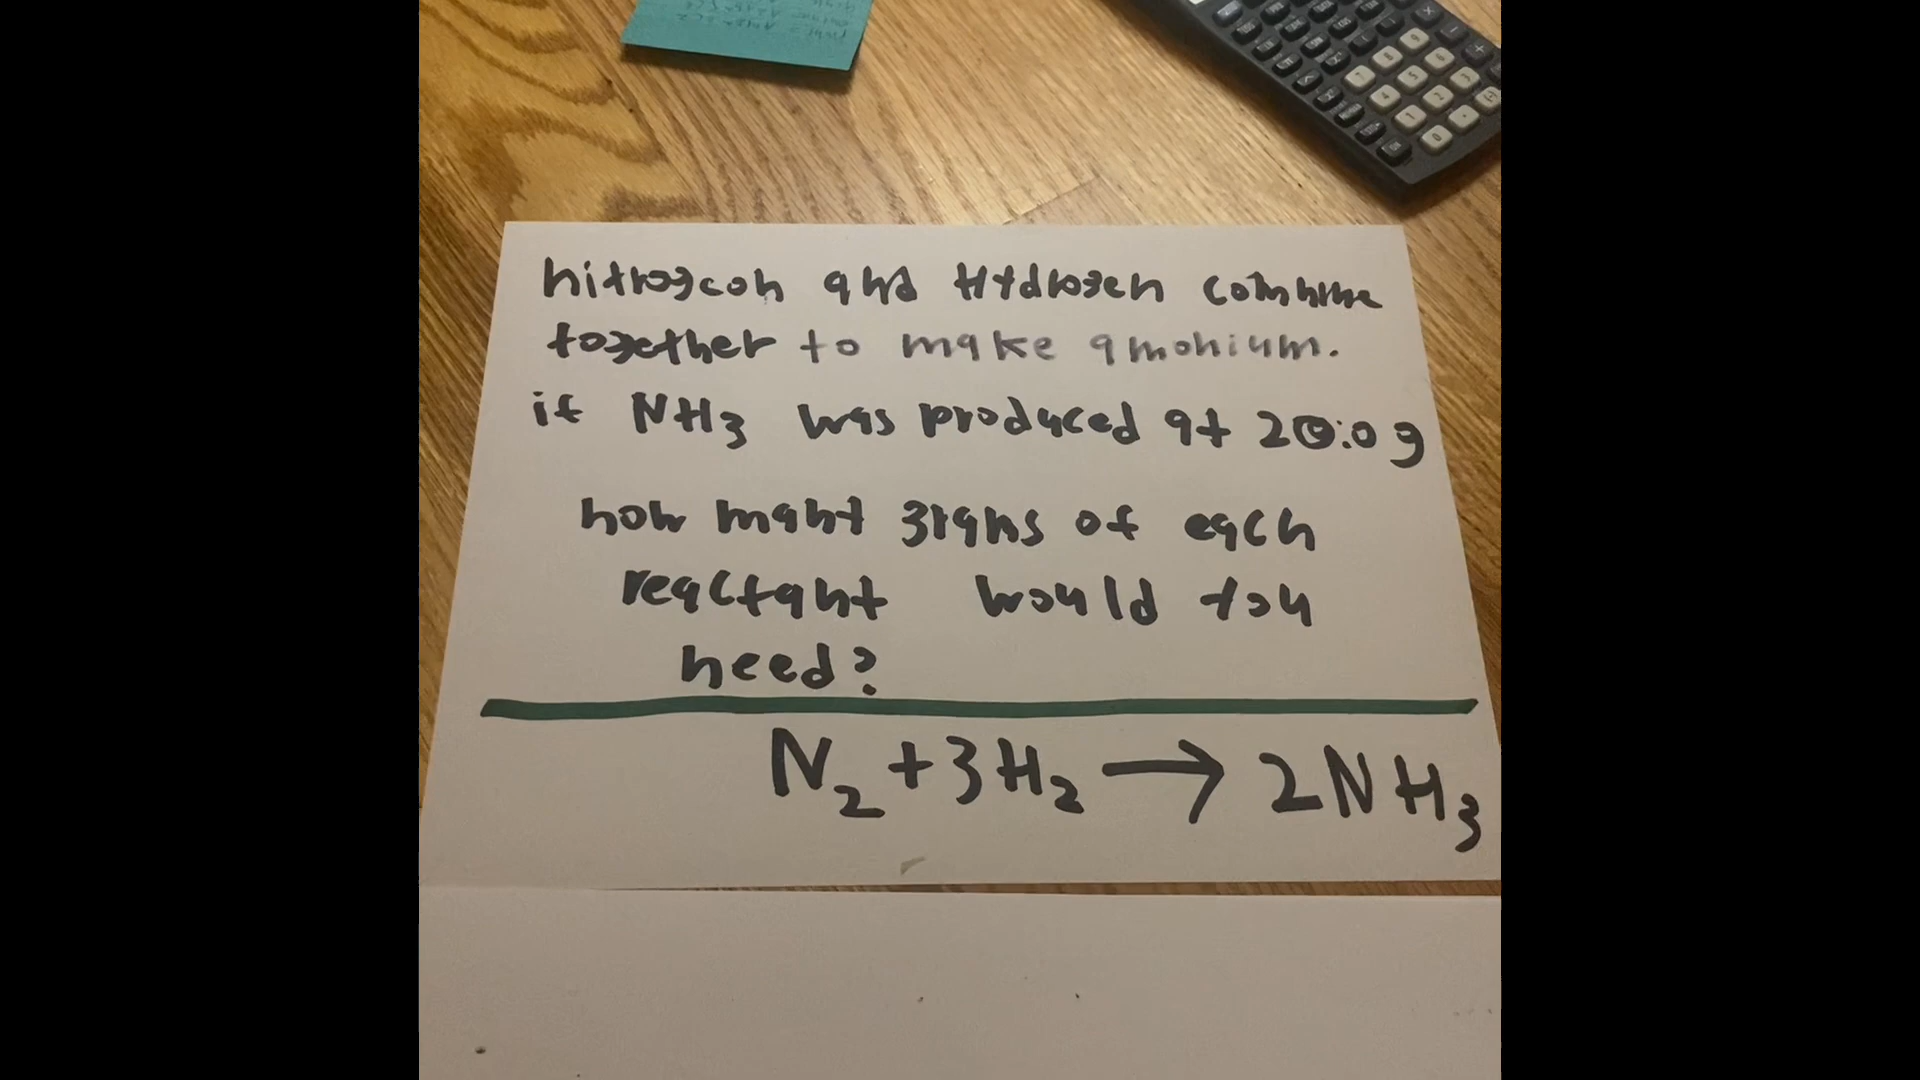 nitrogeon and Hydrogen combine
together to make amonium.
if NH3 was produced at 20.0 g
how many grams of each
reactant would you
need?
N2+3H2→2NH3